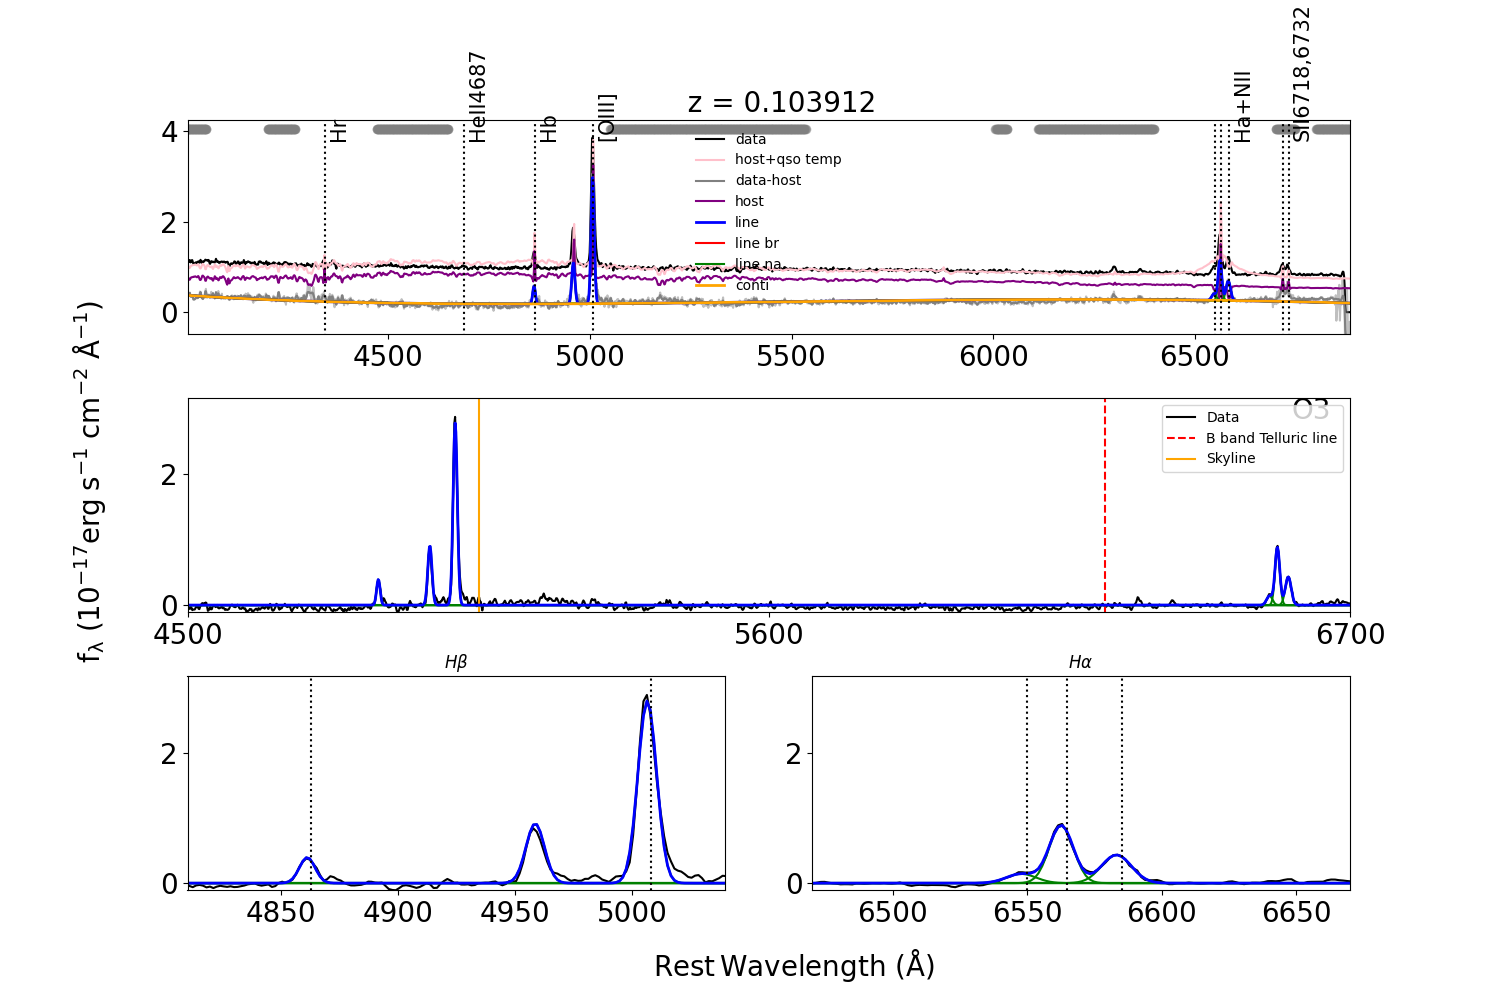 z = 0.103912
Hr
HeII4687
Hb
[OIII]
Ha+NII
SII6718,6732
4
2
0
data
host+qso temp
data-host
host
line
line br
line na
conti
4500 5000 5500 6000 6500
fλ (10⁻¹⁷erg s⁻¹ cm⁻² Å⁻¹)
O3
Data
B band Telluric line
Skyline
2
0
4500 5600 6700
Hβ
2
0
4850 4900 4950 5000
Hα
2
0
6500 6550 6600 6650
Rest Wavelength (Å)